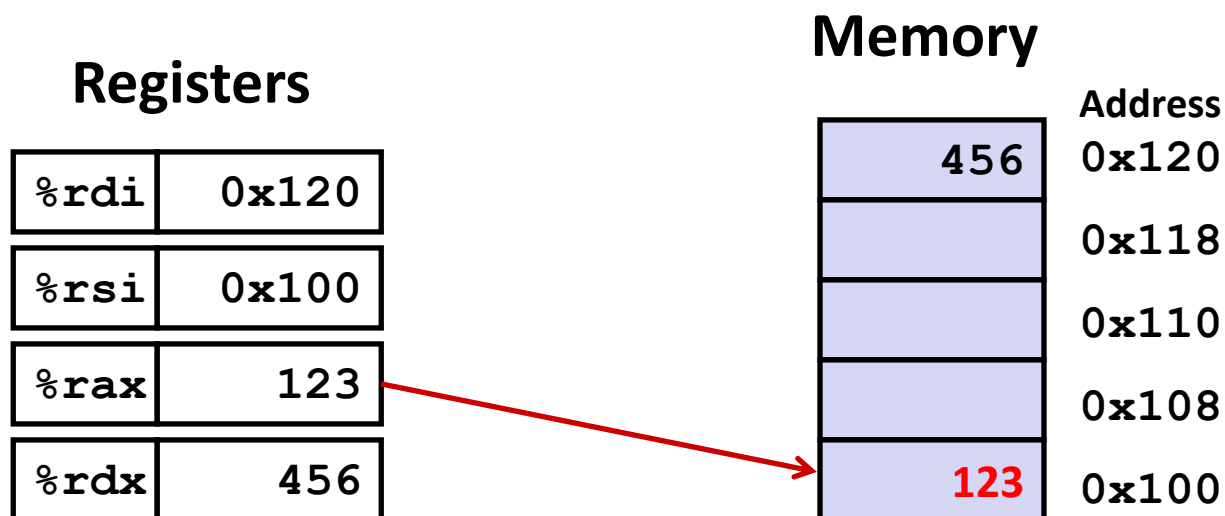 Registers
%rdi 0x120
%rsi 0x100
%rax 123
%rdx 456
Memory
Address
456 0x120
0x118
0x110
0x108
123 0x100